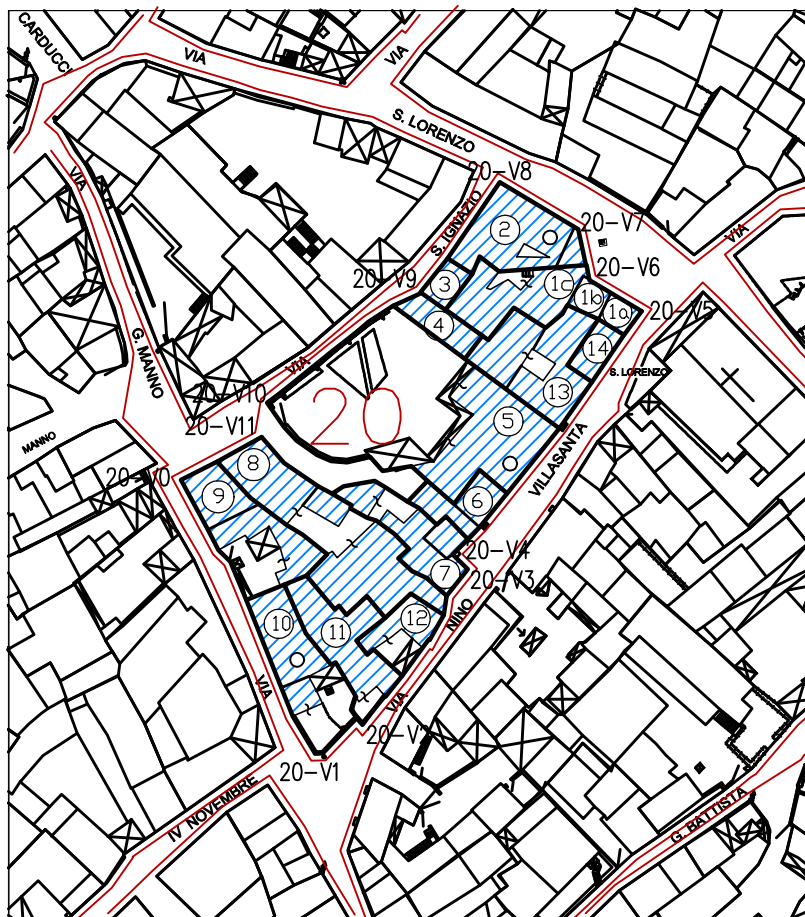 CARDUCCI
VIA
VIA
S. LORENZO
20-V8
VIA
S. IGNAZIO
2
20-V7
VIA
20-V6
20-V9
3
1c
1b
1a
20-V5
4
14
G. MANNO
VIA
S. LORENZO
20-V10
13
20
5
20-V11
MANNO
8
VILLASANTA
20-V0
9
6
20-V4
7
20-V3
10
11
12
NINO
VIA
VIA
20-V2
20-V1
IV NOVEMBRE
G. BATTISTA